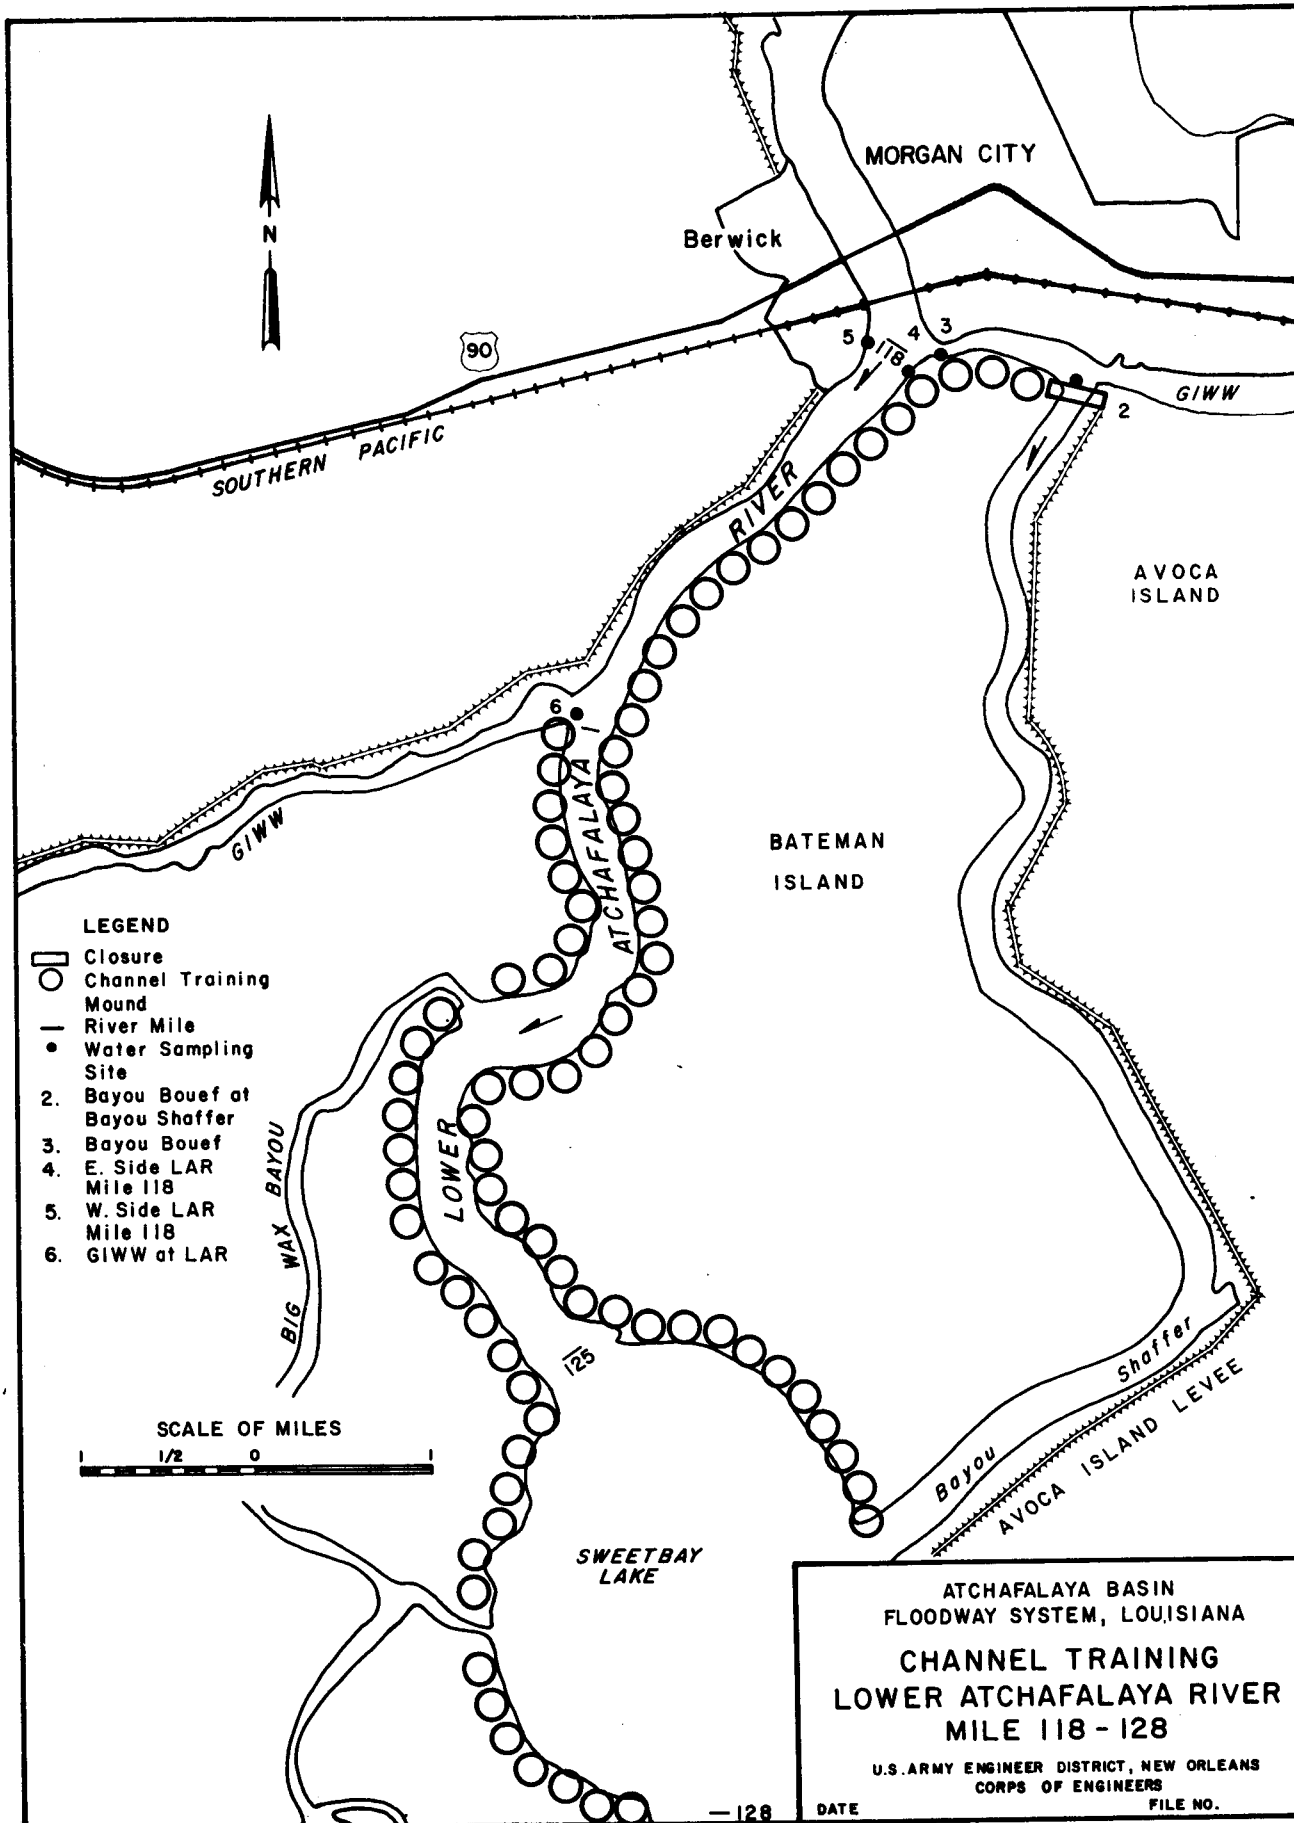 MORGAN CITY
Berwick
N
90
5
118
4
3
GIWW
2
SOUTHERN PACIFIC
RIVER
AVOCA
ISLAND
6
ATCHAFALAYA
GIWW
BATEMAN
ISLAND
LEGEND
Closure
Channel Training
Mound
River Mile
Water Sampling
Site
2. Bayou Bouef at
Bayou Shaffer
3. Bayou Bouef
4. E. Side LAR
Mile 118
5. W. Side LAR
Mile 118
6. GIWW at LAR
BIG WAX BAYOU
LOWER
125
Bayou Shaffer
AVOCA ISLAND LEVEE
SCALE OF MILES
1 1/2 0 1
SWEETBAY
LAKE
128
ATCHAFALAYA BASIN
FLOODWAY SYSTEM, LOUISIANA
CHANNEL TRAINING
LOWER ATCHAFALAYA RIVER
MILE 118 - 128
U.S. ARMY ENGINEER DISTRICT, NEW ORLEANS
CORPS OF ENGINEERS
DATE FILE NO.